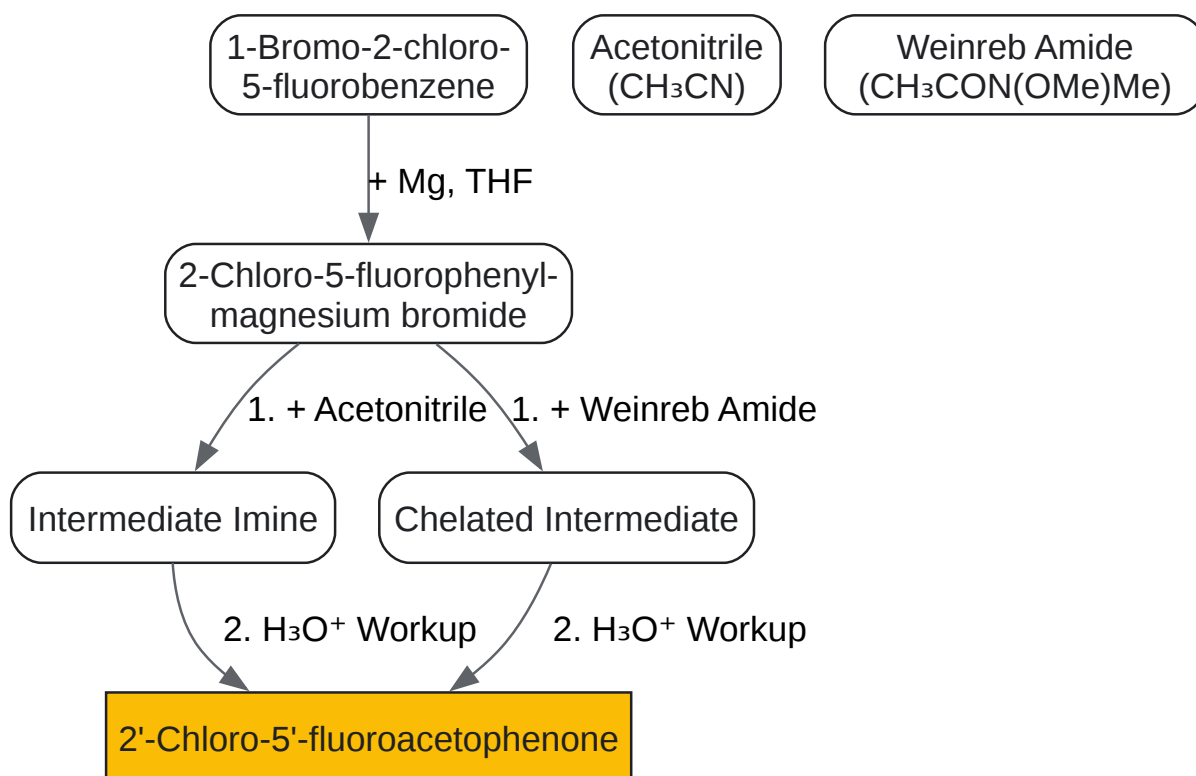 1-Bromo-2-chloro-
5-fluorobenzene
Acetonitrile
(CH₃CN)
Weinreb Amide
(CH₃CON(OMe)Me)
+ Mg, THF
2-Chloro-5-fluorophenyl-
magnesium bromide
1. + Acetonitrile
1. + Weinreb Amide
Intermediate Imine
Chelated Intermediate
2. H₃O⁺ Workup
2. H₃O⁺ Workup
2'-Chloro-5'-fluoroacetophenone